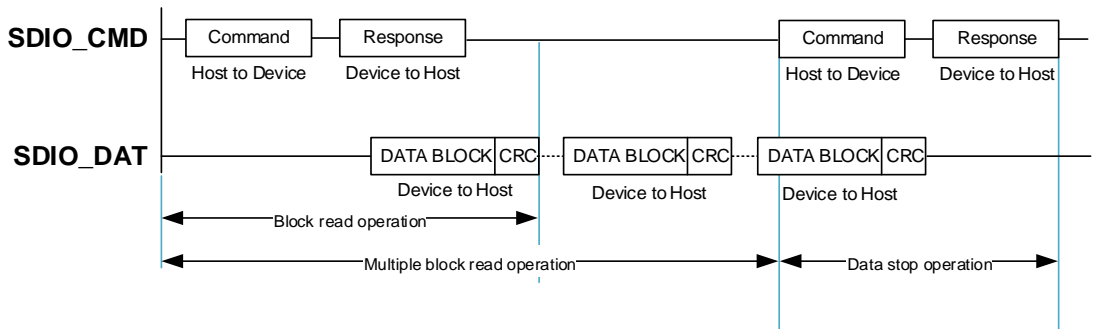 SDIO_CMD Command Response Command Response
Host to Device Device to Host Host to Device Device to Host
SDIO_DAT DATA BLOCK CRC DATA BLOCK CRC DATA BLOCK CRC
Device to Host Device to Host Device to Host
Block read operation
Multiple block read operation Data stop operation